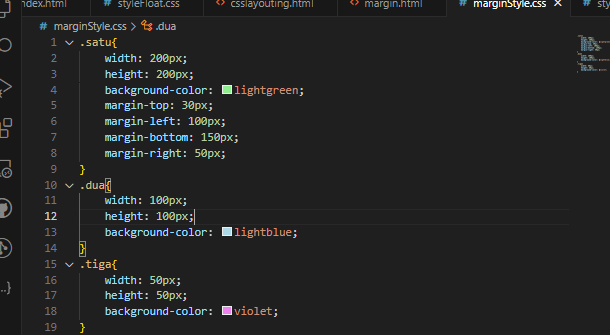 ndex.html
styleFloat.css
csslayouting.html
margin.html
marginStyle.css
sty
# marginStyle.css > .dua
1 .satu{
2 width: 200px;
3 height: 200px;
4 background-color: lightgreen;
5 margin-top: 30px;
6 margin-left: 100px;
7 margin-bottom: 150px;
8 margin-right: 50px;
9 }
10 .dua{
11 width: 100px;
12 height: 100px;
13 background-color: lightblue;
14 }
15 .tiga{
16 width: 50px;
17 height: 50px;
18 background-color: violet;
19 }